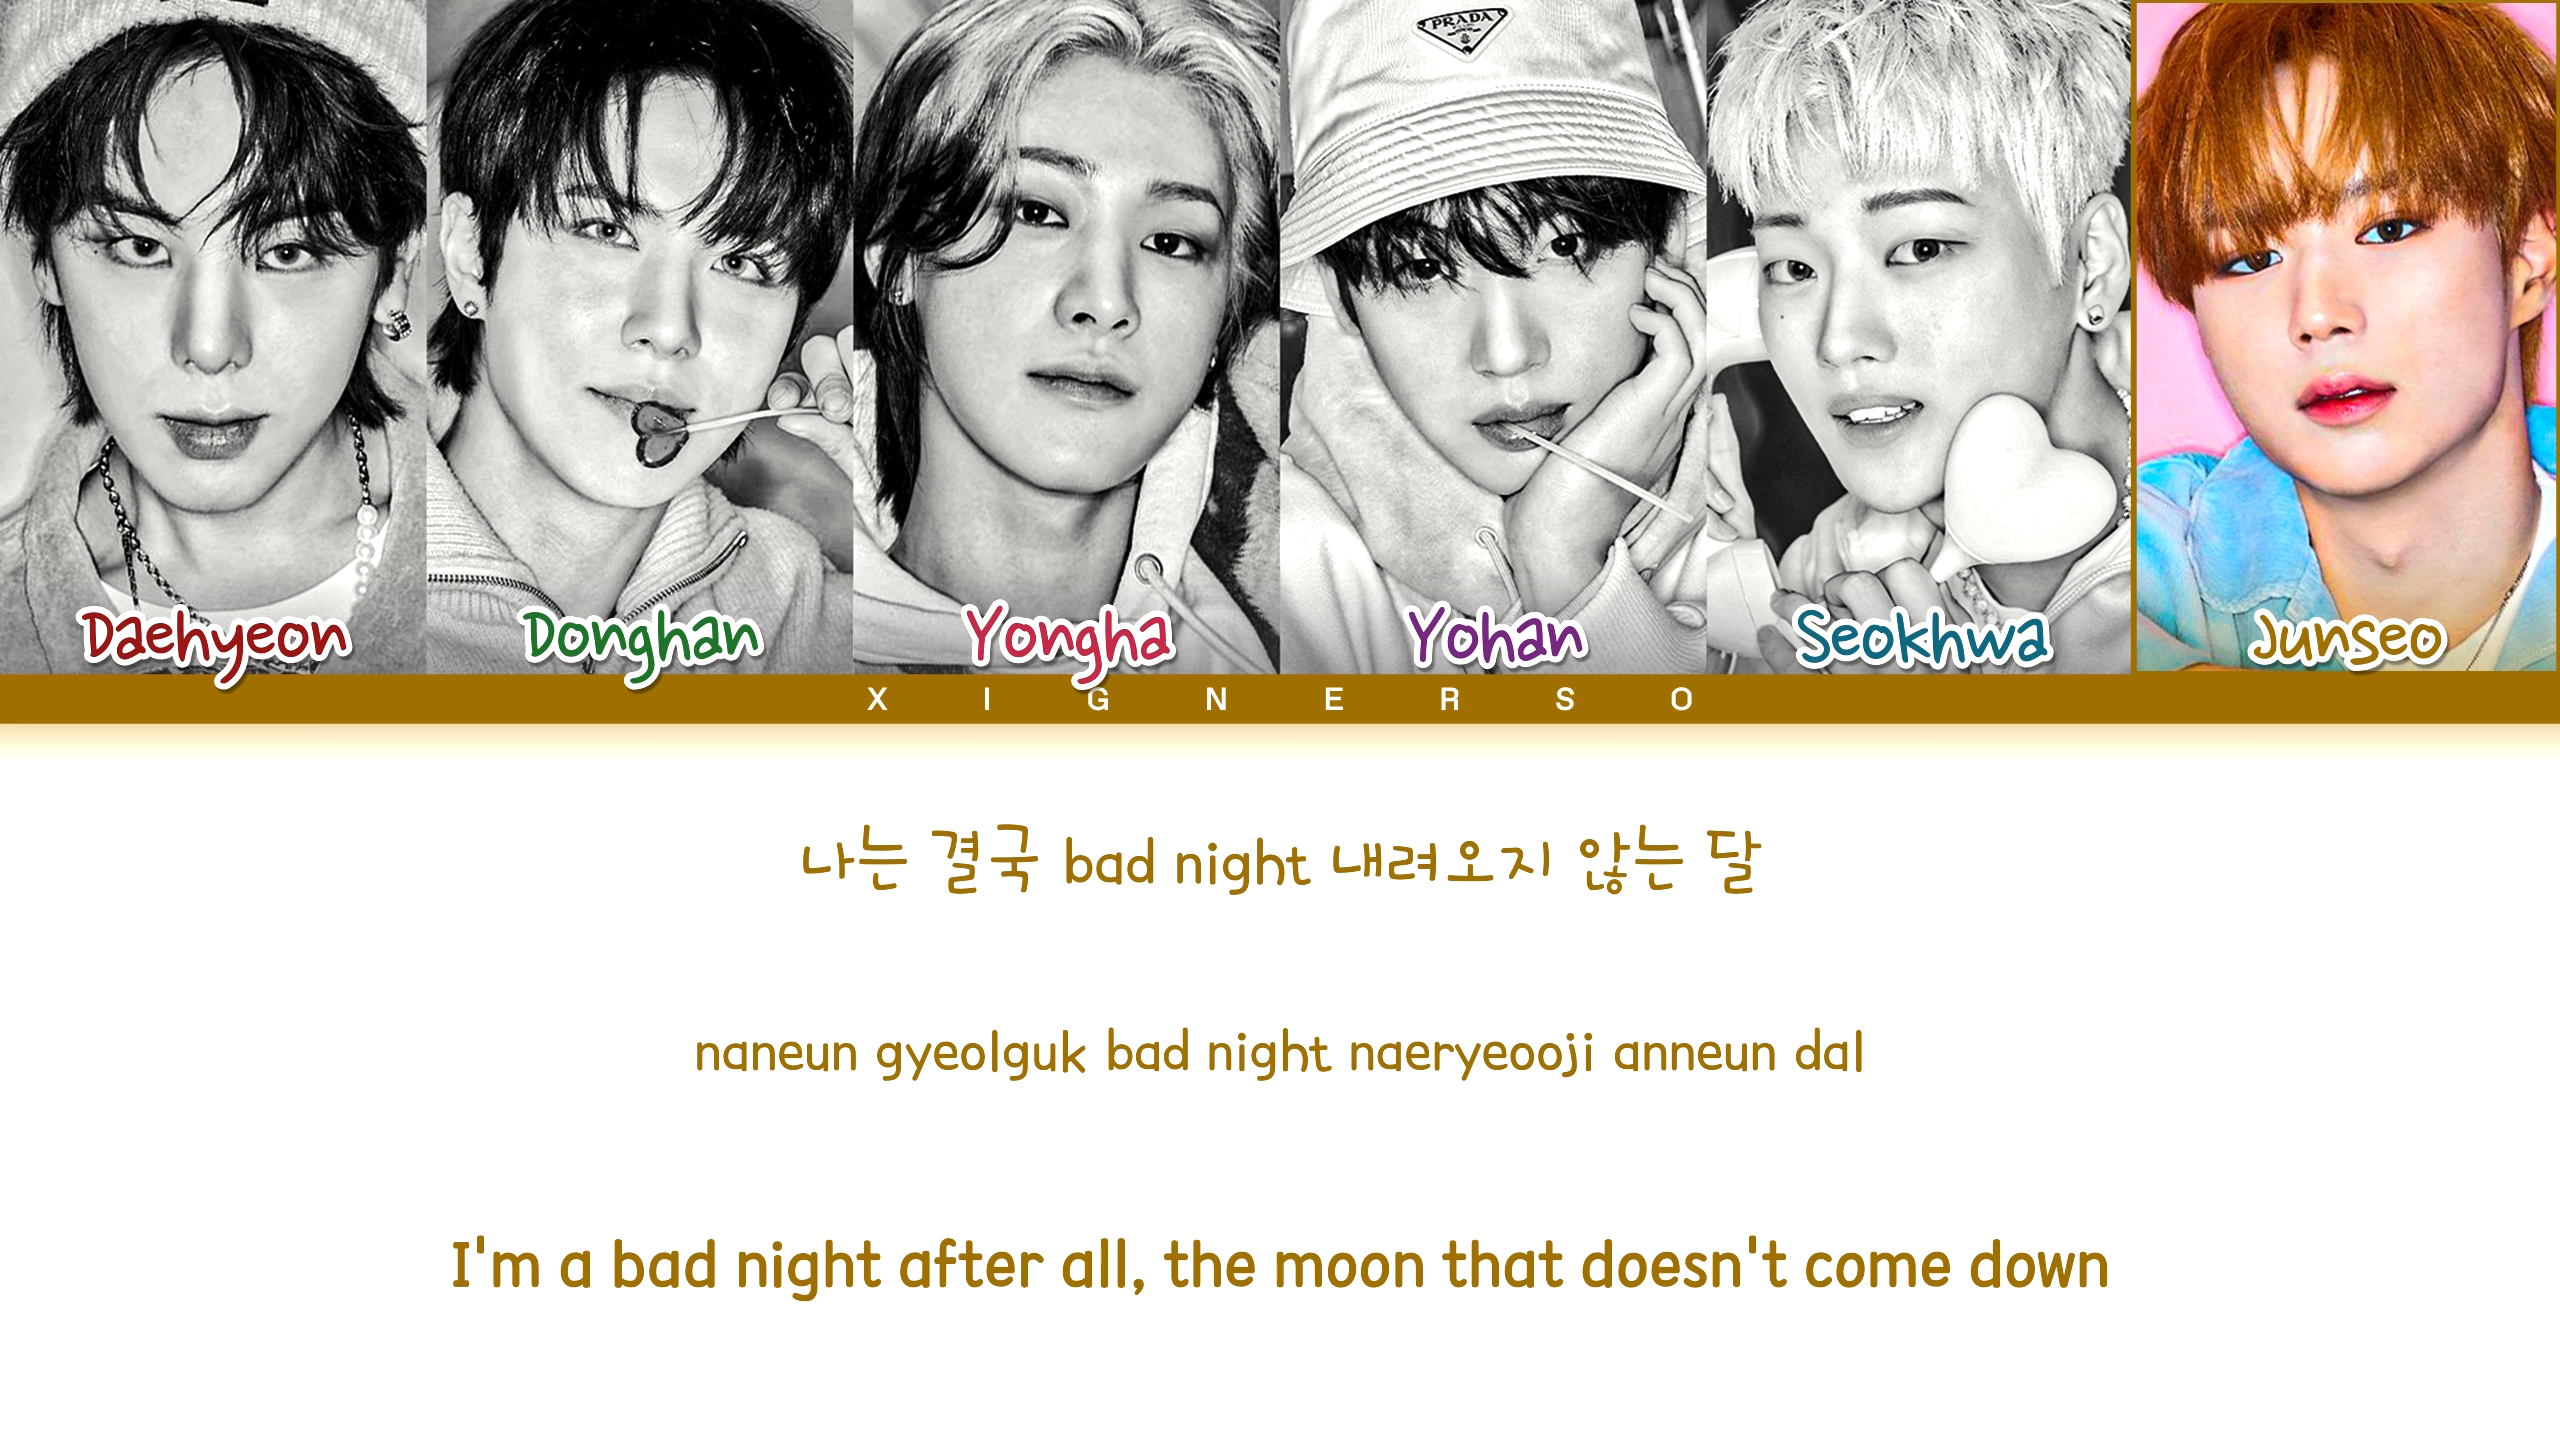 PRADA
Daehyeon Donghan Yongha Yohan Seokhwa Junseo
X I G N E R S O
나는 결국 bad night 내려오지 않는 달
naneun gyeolguk bad night naeryeooji anneun dal
I'm a bad night after all, the moon that doesn't come down